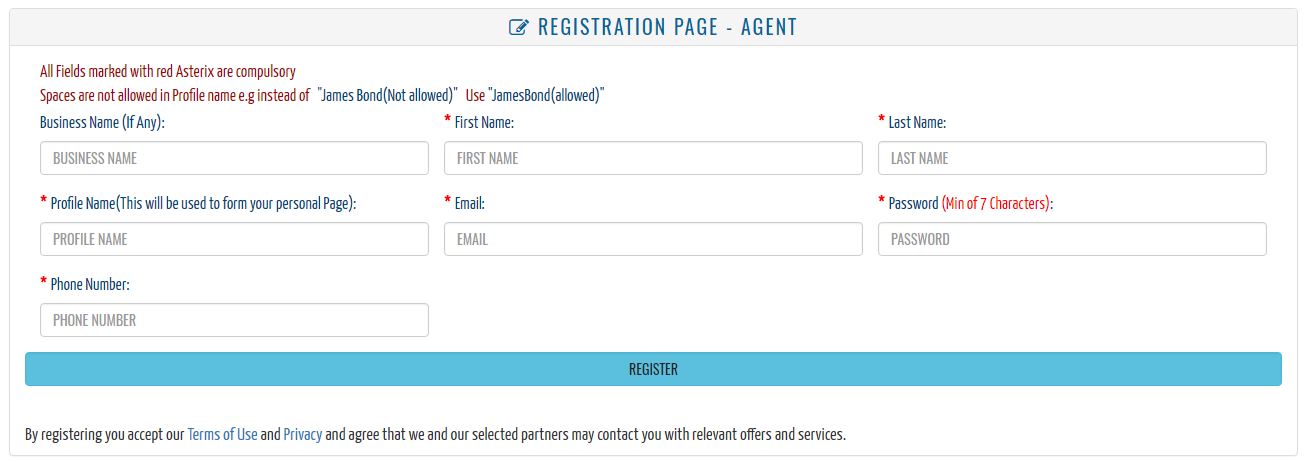 REGISTRATION PAGE - AGENT
All Fields marked with red Asterix are compulsory
Spaces are not allowed in Profile name e.g instead of "James Bond(Not allowed)" Use "JamesBond(allowed)"
Business Name (If Any): * First Name: * Last Name:
BUSINESS NAME FIRST NAME LAST NAME
* Profile Name(This will be used to form your personal Page): * Email: * Password (Min of 7 Characters):
PROFILE NAME EMAIL PASSWORD
* Phone Number:
PHONE NUMBER
REGISTER
By registering you accept our Terms of Use and Privacy and agree that we and our selected partners may contact you with relevant offers and services.